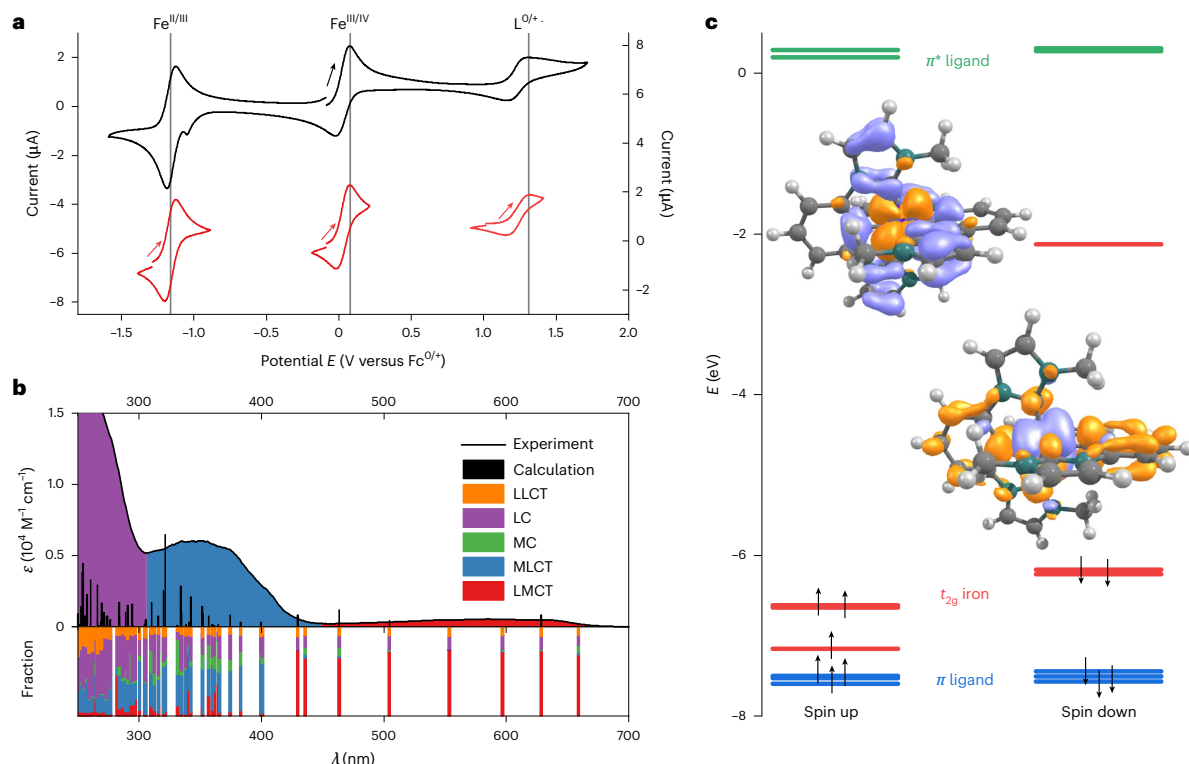 a
Fe^II/III
Fe^III/IV
L^0/+ ·
2
0
−2
−4
−6
−8
Current (μA)
8
6
4
2
0
−2
Current (μA)
−1.5
−1.0
−0.5
0
0.5
1.0
1.5
2.0
Potential E (V versus Fc^0/+)
b
300
400
500
600
700
1.5
1.0
0.5
0
ε (10^4 M^−1 cm^−1)
Experiment
Calculation
LLCT
LC
MC
MLCT
LMCT
Fraction
300
400
500
600
700
λ (nm)
c
0
−2
−4
−6
−8
E (eV)
π* ligand
t_2g iron
π ligand
Spin up
Spin down